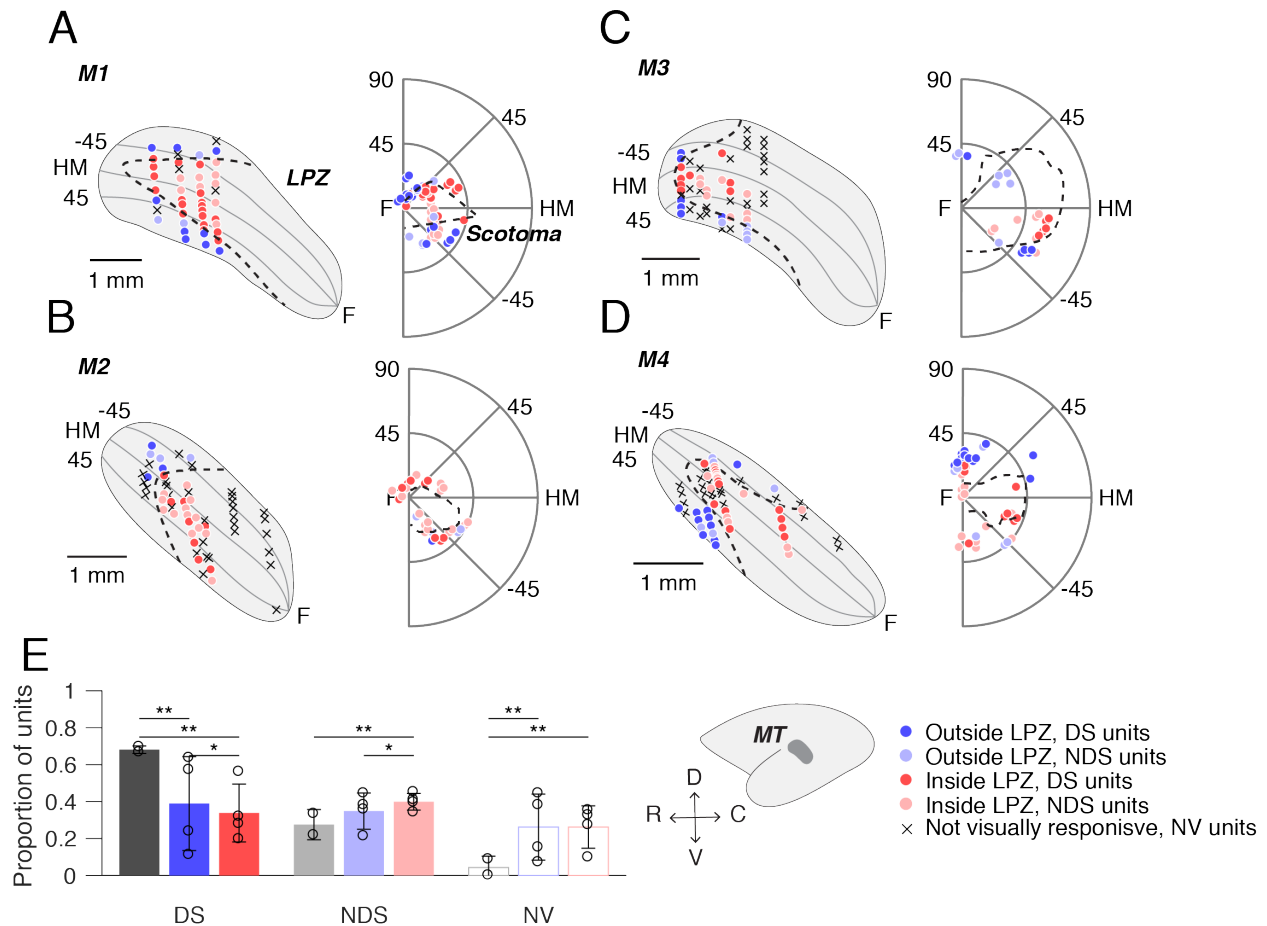 A
M1
-45
HM
45
LPZ
1 mm
F
90
45
45
F
HM
Scotoma
-45
C
M3
-45
HM
45
1 mm
F
90
45
45
F
HM
-45
B
M2
-45
HM
45
1 mm
F
90
45
45
F
HM
-45
D
M4
-45
HM
45
1 mm
F
90
45
45
F
HM
-45
E
Proportion of units
1
0.8
0.6
0.4
0.2
0
**
**
*
**
*
**
**
DS
NDS
NV
MT
D
R
C
V
Outside LPZ, DS units
Outside LPZ, NDS units
Inside LPZ, DS units
Inside LPZ, NDS units
Not visually responisve, NV units